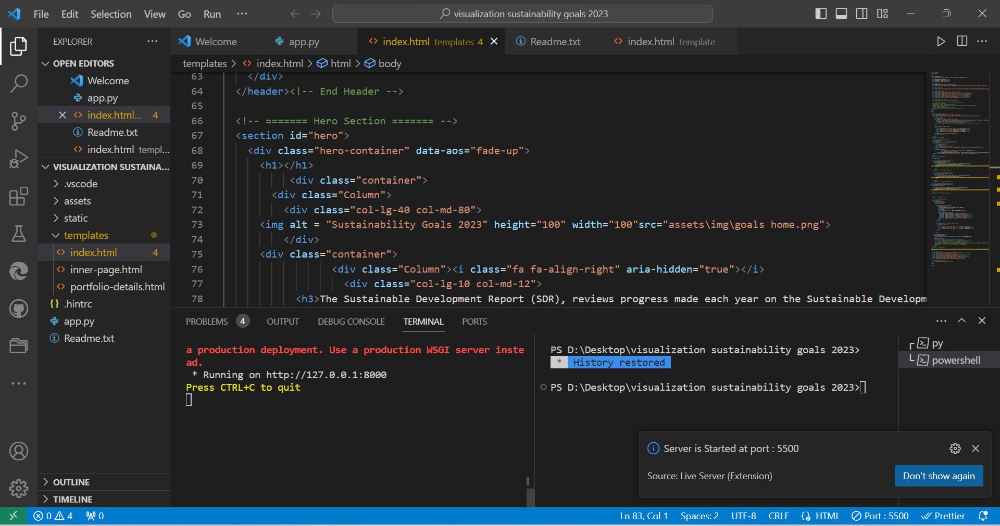 File Edit Selection View Go Run ···
visualization sustainability goals 2023
EXPLORER ···
Welcome
app.py
index.html templates 4
Readme.txt
index.html template
templates > index.html > html > body
OPEN EDITORS
Welcome
app.py
index.html... 4
Readme.txt
index.html templ...
VISUALIZATION SUSTAINA...
.vscode
assets
static
templates
index.html 4
inner-page.html
portfolio-details.html
.hintrc
app.py
Readme.txt
OUTLINE
TIMELINE
63 </div>
64 </header><!-- End Header -->
65
66 <!-- ======= Hero Section ======= -->
67 <section id="hero">
68 <div class="hero-container" data-aos="fade-up">
69 <h1></h1>
70 <div class="container">
71 <div class="Column">
72 <div class="col-lg-40 col-md-80">
73 <img alt = "Sustainability Goals 2023" height="100" width="100"src="assets\img\goals home.png">
74 </div>
75 <div class="container">
76 <div class="Column"><i class="fa fa-align-right" aria-hidden="true"></i>
77 <div class="col-lg-10 col-md-12">
78 <h3>The Sustainable Development Report (SDR), reviews progress made each year on the Sustainable Developm
PROBLEMS 4 OUTPUT DEBUG CONSOLE TERMINAL PORTS
a production deployment. Use a production WSGI server inste
ad.
* Running on http://127.0.0.1:8000
Press CTRL+C to quit
PS D:\Desktop\visualization sustainability goals 2023>
* History restored
PS D:\Desktop\visualization sustainability goals 2023>
py
powershell
Server is Started at port : 5500
Source: Live Server (Extension)
Don't show again
0 4 0
Ln 83, Col 1 Spaces: 2 UTF-8 CRLF HTML Port : 5500 Prettier